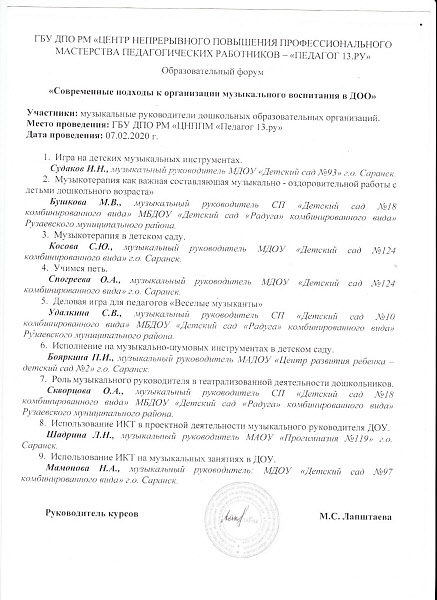 ГБУ ДПО РМ «ЦЕНТР НЕПРЕРЫВНОГО ПОВЫШЕНИЯ ПРОФЕССИОНАЛЬНОГО
МАСТЕРСТВА ПЕДАГОГИЧЕСКИХ РАБОТНИКОВ – «ПЕДАГОГ 13.РУ»
Образовательный форум
«Современные подходы к организации музыкального воспитания в ДОО»
Участники: музыкальные руководители дошкольных образовательных организаций.
Место проведения: ГБУ ДПО РМ «ЦНППМ «Педагог 13.ру»
Дата проведения: 07.02.2020 г.
1. Игра на детских музыкальных инструментах.
Судаков И.Н., музыкальный руководитель МДОУ «Детский сад №93» г.о. Саранск.
2. Музыкотерапия как важная составляющая музыкально - оздоровительной работы с
детьми дошкольного возраста»
Бушкова М.В., музыкальный руководитель СП «Детский сад №18
комбинированного вида» МБДОУ «Детский сад «Радуга» комбинированного вида»
Рузаевского муниципального района.
3. Музыкотерапия в детском саду.
Косова С.Ю., музыкальный руководитель МДОУ «Детский сад №124
комбинированного вида» г.о. Саранск.
4. Учимся петь.
Спогреева О.А., музыкальный руководитель МДОУ «Детский сад №124
комбинированного вида» г.о. Саранск.
5. Деловая игра для педагогов «Веселые музыканты»
Удалкина С.В., музыкальный руководитель СП «Детский сад №10
комбинированного вида» МБДОУ «Детский сад «Радуга» комбинированного вида»
Рузаевского муниципального района.
6. Исполнение на музыкально-шумовых инструментах в детском саду.
Бояркина П.И., музыкальный руководитель МАДОУ «Центр развития ребенка –
детский сад №2» г.о. Саранск.
7. Роль музыкального руководителя в театрализованной деятельности дошкольников.
Скворцова О.А., музыкальный руководитель СП «Детский сад №18
комбинированного вида» МБДОУ «Детский сад «Радуга» комбинированного вида»
Рузаевского муниципального района.
8. Использование ИКТ в проектной деятельности музыкального руководителя ДОУ.
Шадрина Л.Н., музыкальный руководитель МАОУ «Прогимназия №119» г.о.
Саранск.
9. Использование ИКТ на музыкальных занятиях в ДОУ.
Мамонова Н.А., музыкальный руководитель: МДОУ «Детский сад №97
комбинированного вида» г.о. Саранск.
Руководитель курсов М.С. Лапштаева